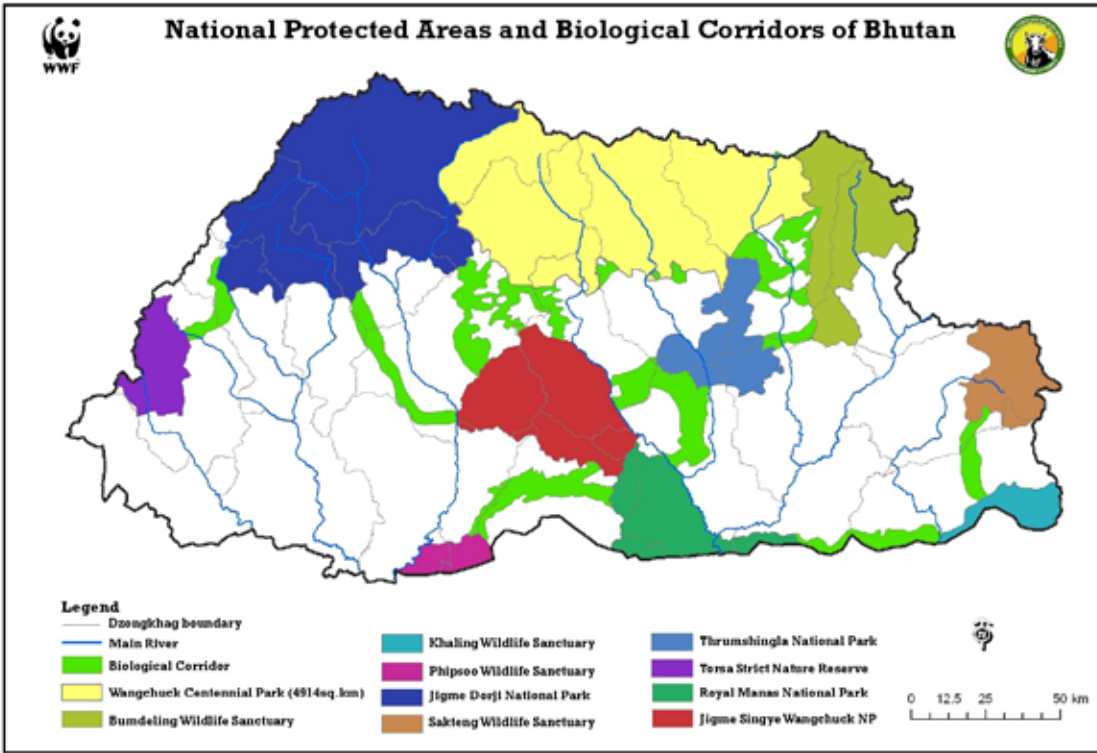 National Protected Areas and Biological Corridors of Bhutan
WWF
Legend
Dzongkhag boundary
Main River
Biological Corridor
Wangchuck Centennial Park (4914sq.km)
Bumdeling Wildlife Sanctuary
Khaling Wildlife Sanctuary
Phipsoo Wildlife Sanctuary
Jigme Dorji National Park
Sakteng Wildlife Sanctuary
Thrumshingla National Park
Torsa Strict Nature Reserve
Royal Manas National Park
Jigme Singye Wangchuck NP
0 12.5 25 50 km